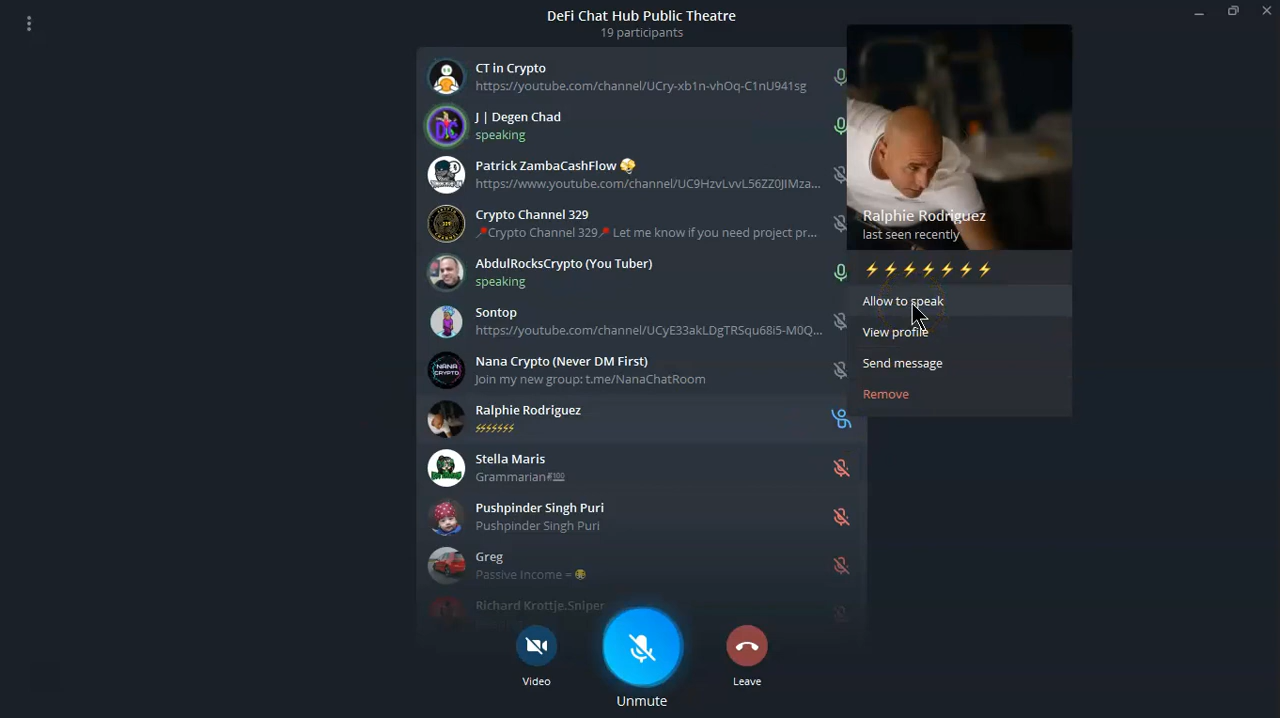 DeFi Chat Hub Public Theatre
19 participants
CT in Crypto
https://youtube.com/channel/UCry-xb1n-vhOq-C1nU941sg
J | Degen Chad
speaking
Patrick ZambaCashFlow
https://www.youtube.com/channel/UC9HzvLvvL56ZZ0JIMza...
Crypto Channel 329
📍Crypto Channel 329📍 Let me know if you need project pr...
AbdulRocksCrypto (You Tuber)
speaking
Sontop
https://youtube.com/channel/UCyE33akLDgTRSqu68i5-M0Q...
Nana Crypto (Never DM First)
Join my new group: t.me/NanaChatRoom
Ralphie Rodriguez
⚡⚡⚡⚡⚡⚡⚡
Stella Maris
Grammarian
Pushpinder Singh Puri
Pushpinder Singh Puri
Greg
Passive Income =
Richard Krottje.Sniper
Ralphie Rodriguez
last seen recently
⚡⚡⚡⚡⚡⚡⚡
Allow to speak
View profile
Send message
Remove
Video
Unmute
Leave